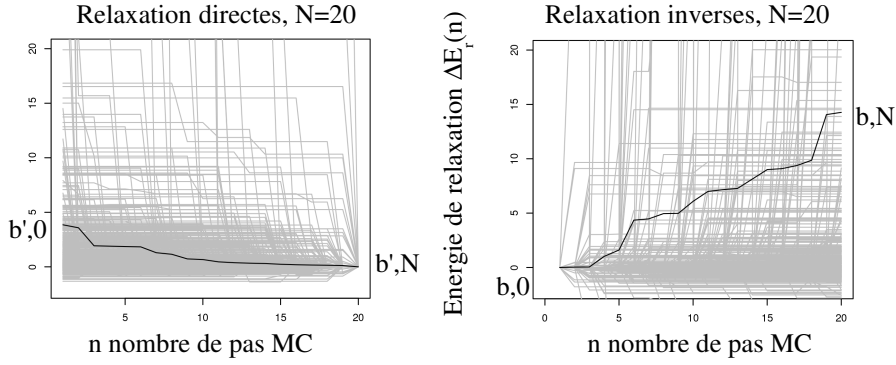 Relaxation directes, N=20
20
15
10
5
0
b',0
b',N
5
10
15
20
n nombre de pas MC
Relaxation inverses, N=20
Energie de relaxation ΔE_r(n)
20
15
10
5
0
b,0
b,N
0
5
10
15
20
n nombre de pas MC